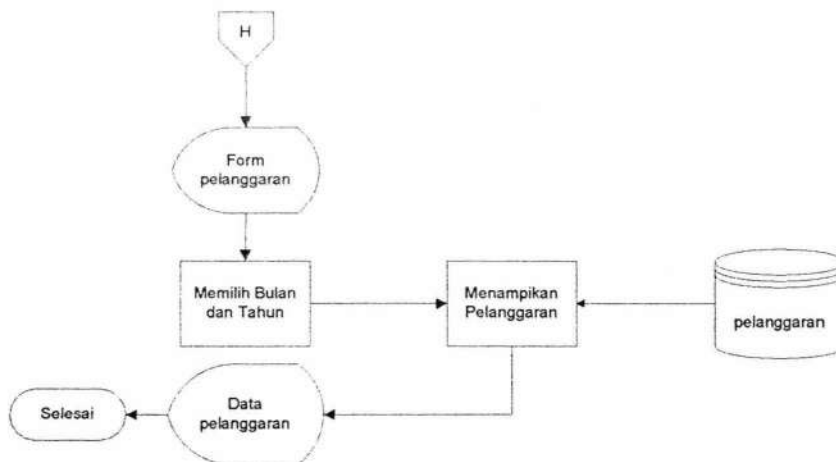 H
Form
pelanggaran
Memilih Bulan
dan Tahun
Menampikan
Pelanggaran
pelanggaran
Selesai
Data
pelanggaran